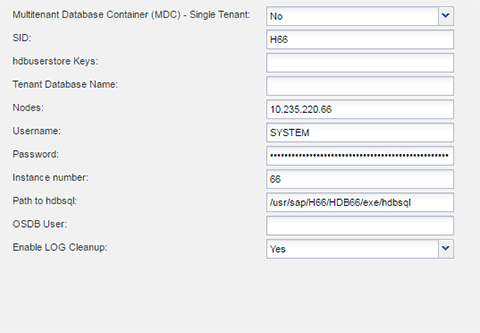 Multitenant Database Container (MDC) - Single Tenant: No
SID: H66
hdbuserstore Keys:
Tenant Database Name:
Nodes: 10.235.220.66
Username: SYSTEM
Password: ••••••••••••••••••••••••••••••••••••••••••••••••••
Instance number: 66
Path to hdbsql: /usr/sap/H66/HDB66/exe/hdbsql
OSDB User:
Enable LOG Cleanup: Yes